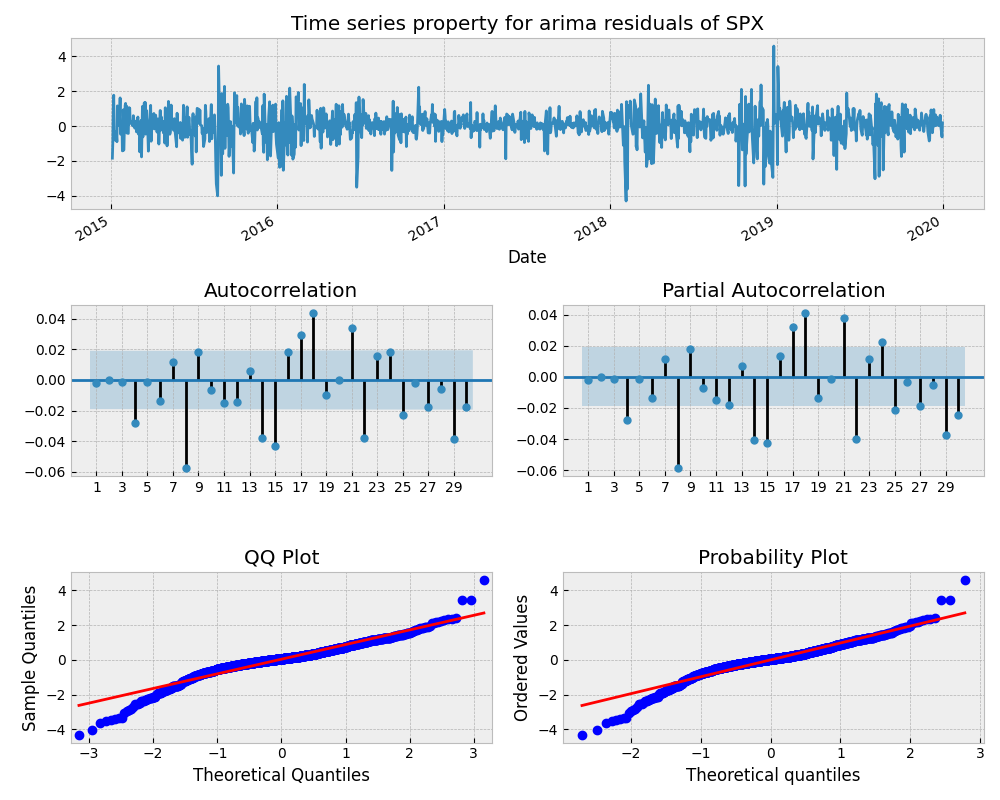 Time series property for arima residuals of SPX
4
2
0
−2
−4
2015
2016
2017
2018
2019
2020
Date
Autocorrelation
0.04
0.02
0.00
−0.02
−0.04
−0.06
1 3 5 7 9 11 13 15 17 19 21 23 25 27 29
Partial Autocorrelation
0.04
0.02
0.00
−0.02
−0.04
−0.06
1 3 5 7 9 11 13 15 17 19 21 23 25 27 29
QQ Plot
Sample Quantiles
4
2
0
−2
−4
−3 −2 −1 0 1 2 3
Theoretical Quantiles
Probability Plot
Ordered Values
4
2
0
−2
−4
−2 −1 0 1 2 3
Theoretical quantiles